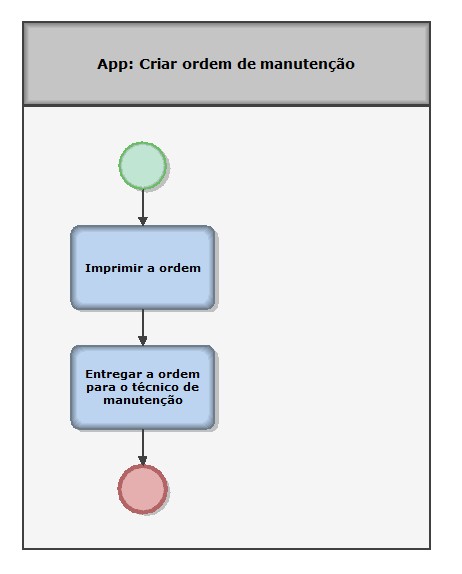 App: Criar ordem de manutenção
Imprimir a ordem
Entregar a ordem
para o técnico de
manutenção